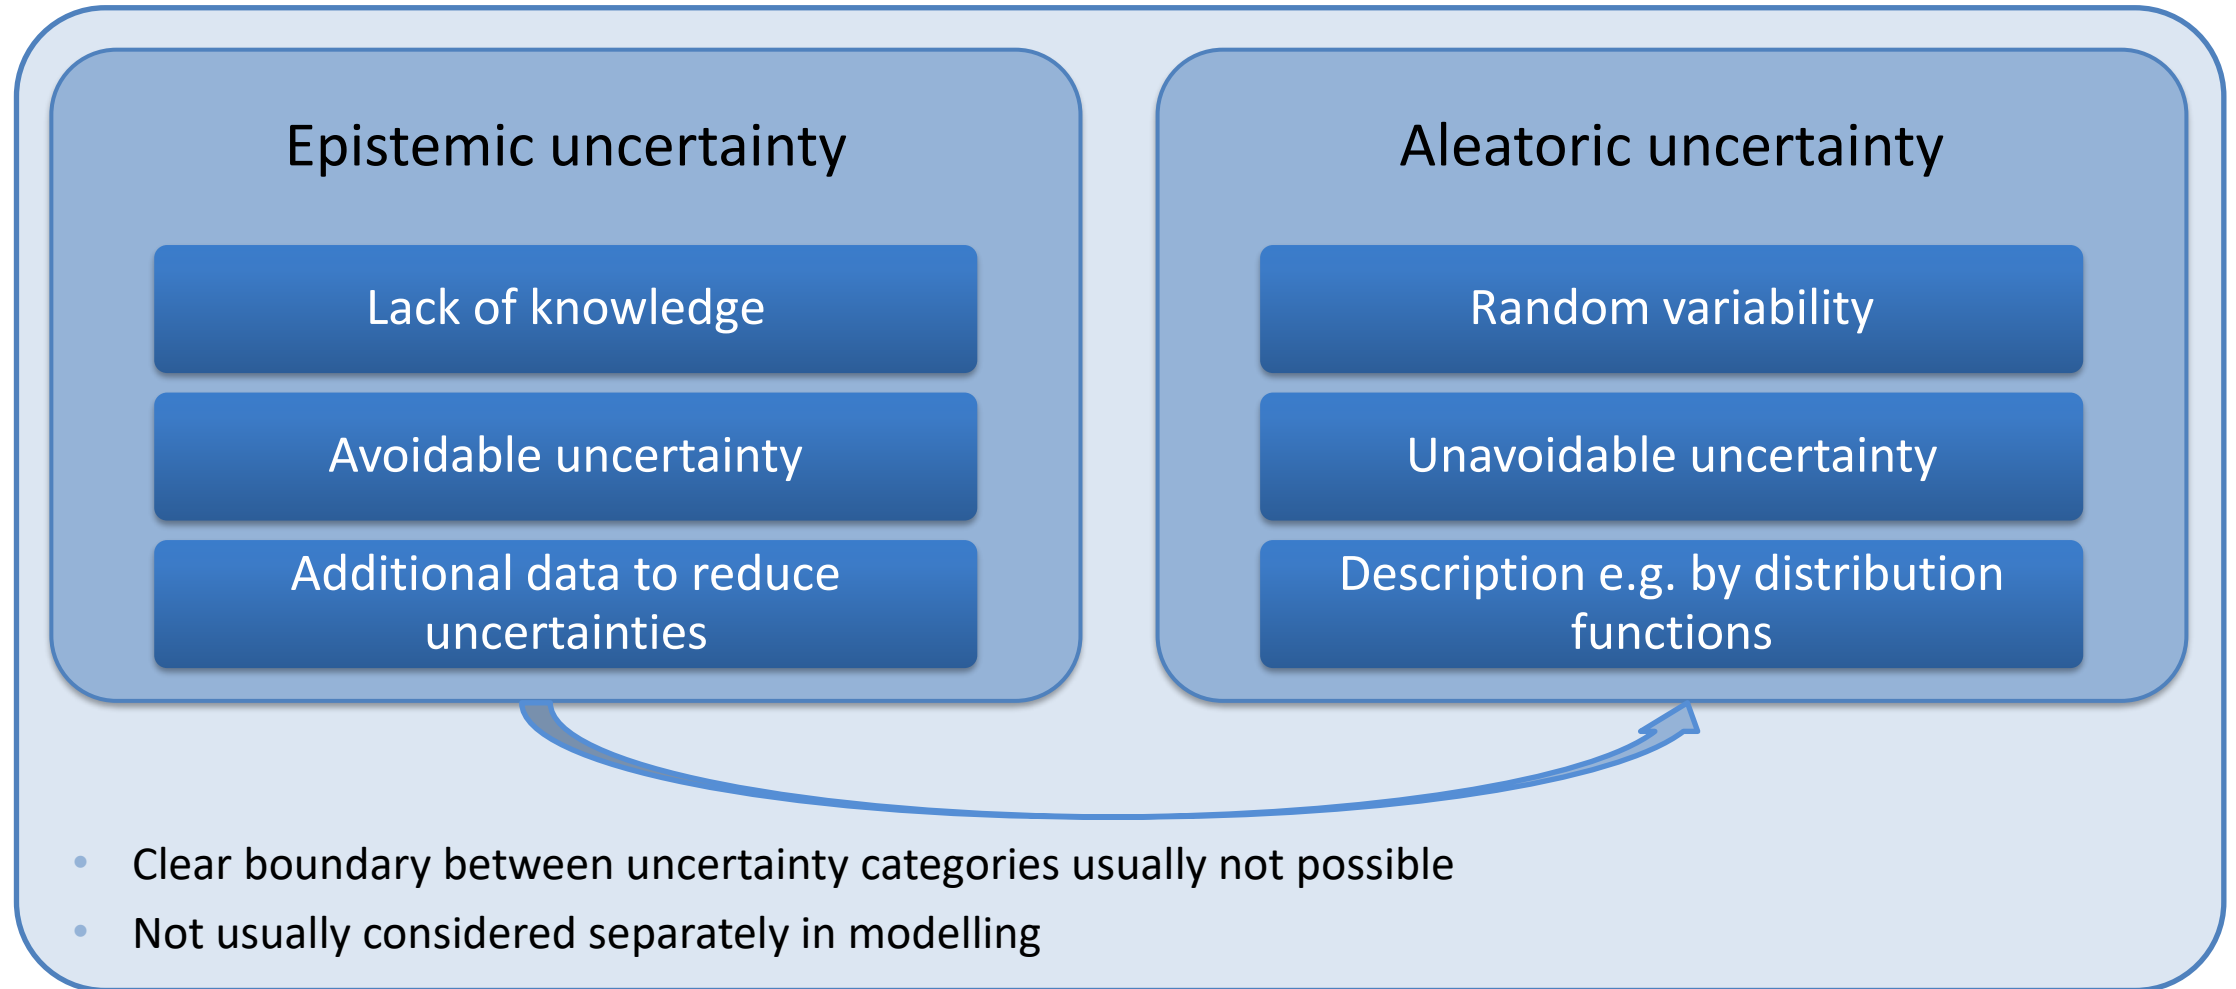 Epistemic uncertainty
Lack of knowledge
Avoidable uncertainty
Additional data to reduce
uncertainties
Aleatoric uncertainty
Random variability
Unavoidable uncertainty
Description e.g. by distribution
functions
• Clear boundary between uncertainty categories usually not possible
• Not usually considered separately in modelling